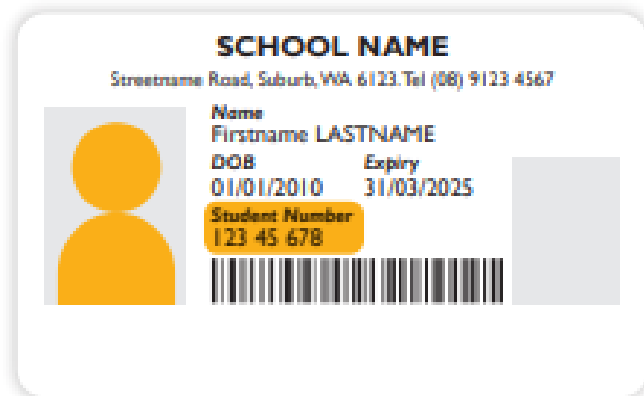 SCHOOL NAME
Streetname Road, Suburb, WA 6123. Tel (08) 9123 4567
Name
Firstname LASTNAME
DOB Expiry
01/01/2010 31/03/2025
Student Number
123 45 678